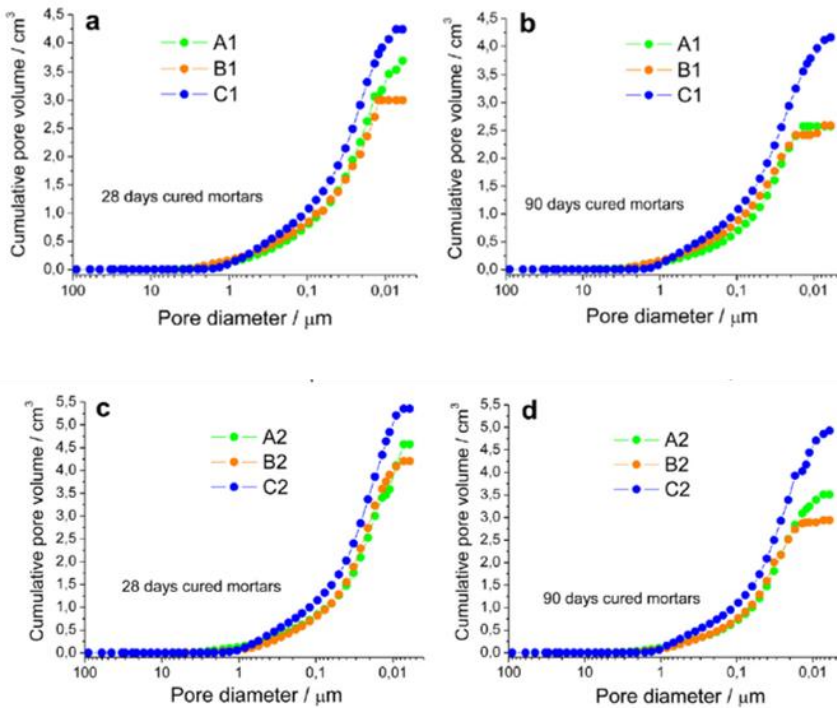 a
A1
B1
C1
28 days cured mortars
Cumulative pore volume / cm³
4,5
4,0
3,5
3,0
2,5
2,0
1,5
1,0
0,5
0,0
100 10 1 0,1 0,01
Pore diameter / μm
b
A1
B1
C1
90 days cured mortars
Cumulative pore volume / cm³
4,5
4,0
3,5
3,0
2,5
2,0
1,5
1,0
0,5
0,0
100 10 1 0,1 0,01
Pore diameter / μm
c
A2
B2
C2
28 days cured mortars
Cumulative pore volume / cm³
5,5
5,0
4,5
4,0
3,5
3,0
2,5
2,0
1,5
1,0
0,5
0,0
100 10 1 0,1 0,01
Pore diameter / μm
d
A2
B2
C2
90 days cured mortars
Cumulative pore volume / cm³
5,5
5,0
4,5
4,0
3,5
3,0
2,5
2,0
1,5
1,0
0,5
0,0
100 10 1 0,1 0,01
Pore diameter / μm